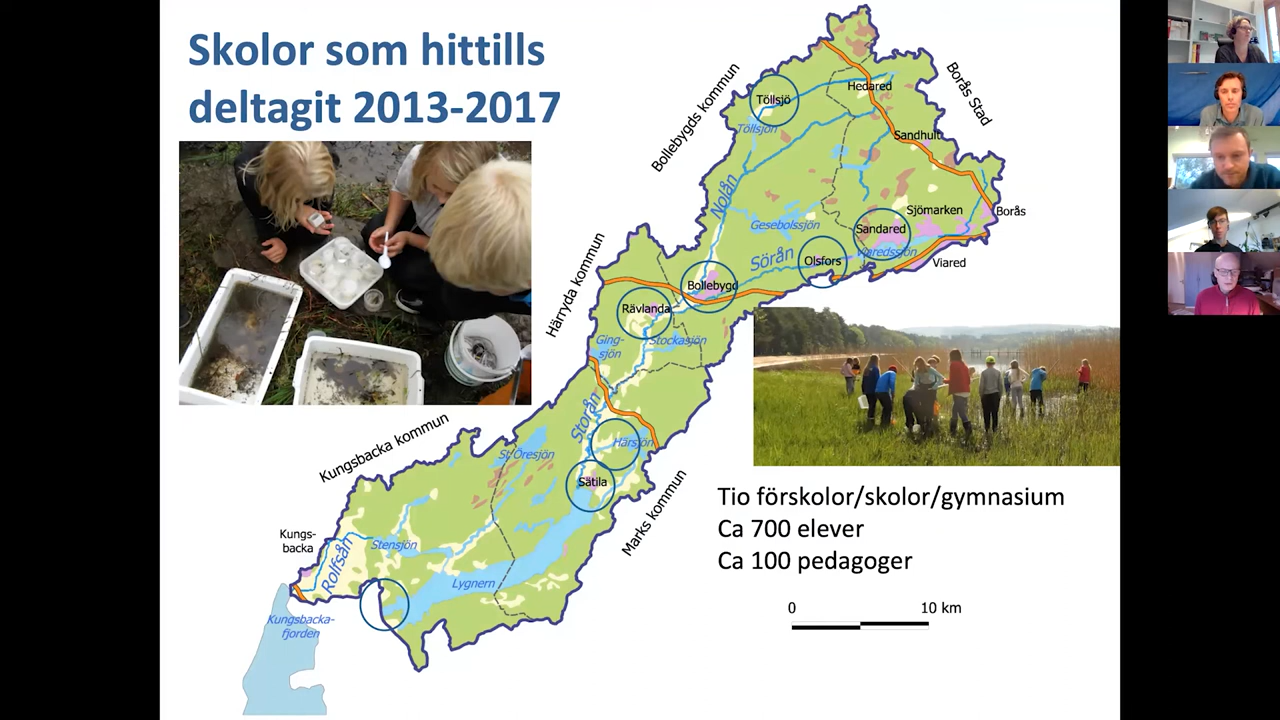 Skolor som hittills
deltagit 2013-2017
Bollebygds kommun
Borås Stad
Töllsjö
Hedared
Töllsjön
Sandhult
Nolån
Sjömarken
Borås
Gesebolssjön
Sandared
Härryda kommun
Sörån
Olsfors
Viaredssjön
Viared
Bollebygd
Rävlanda
Ging-
sjön
Stockasjön
Storån
Kungsbacka kommun
St. Öresjön
Härsjön
Sätila
Marks kommun
Kungs-
backa
Rolfsån
Stensjön
Lygnern
Kungsbacka-
fjorden
Tio förskolor/skolor/gymnasium
Ca 700 elever
Ca 100 pedagoger
0 10 km